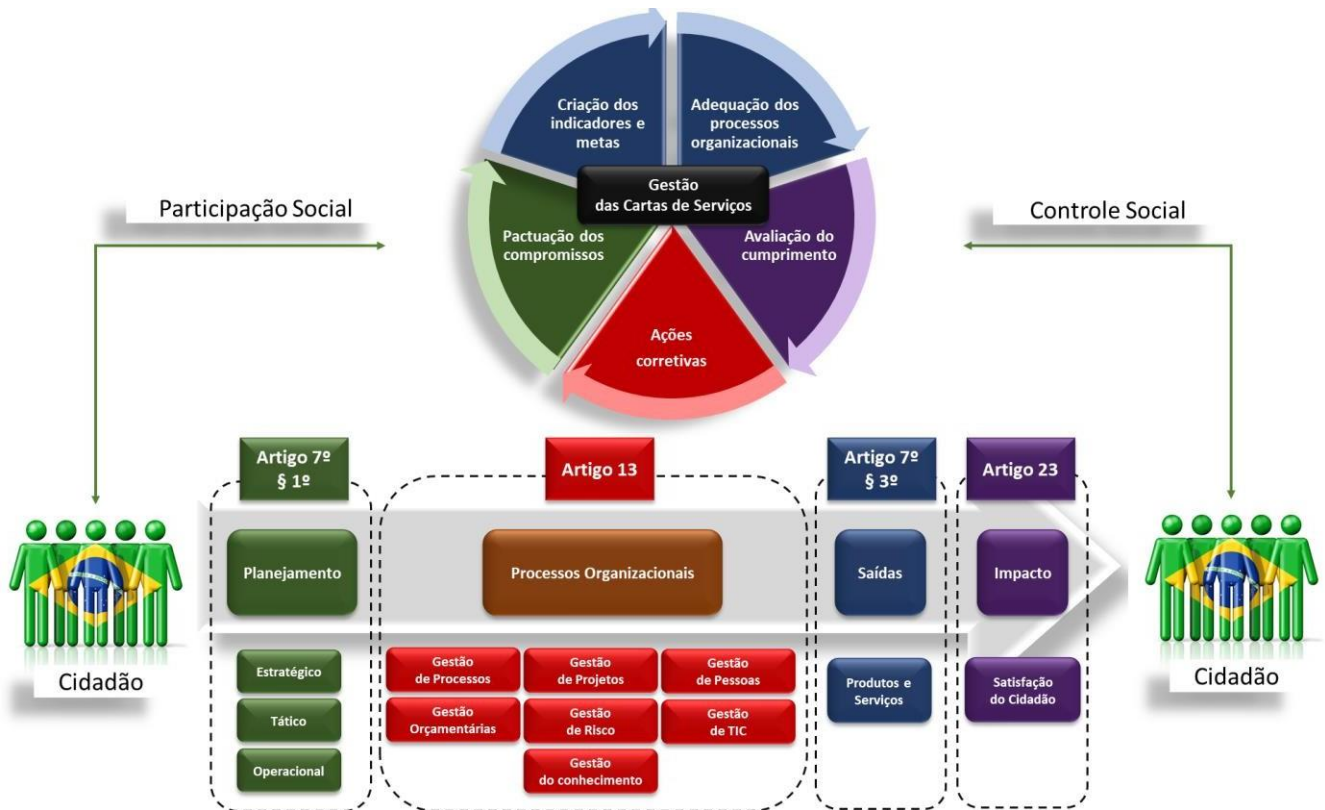 Criação dos
indicadores e
metas
Adequação dos
processos
organizacionais
Gestão
das Cartas de Serviços
Participação Social
Controle Social
Pactuação dos
compromissos
Avaliação do
cumprimento
Ações
corretivas
Artigo 7º
§ 1º
Artigo 13
Artigo 7º
§ 3º
Artigo 23
Planejamento
Processos Organizacionais
Saídas
Impacto
Cidadão
Cidadão
Estratégico
Tático
Operacional
Gestão
de Processos
Gestão
de Projetos
Gestão
de Pessoas
Gestão
Orçamentárias
Gestão
de Risco
Gestão
de TIC
Gestão
do conhecimento
Produtos e
Serviços
Satisfação
do Cidadão